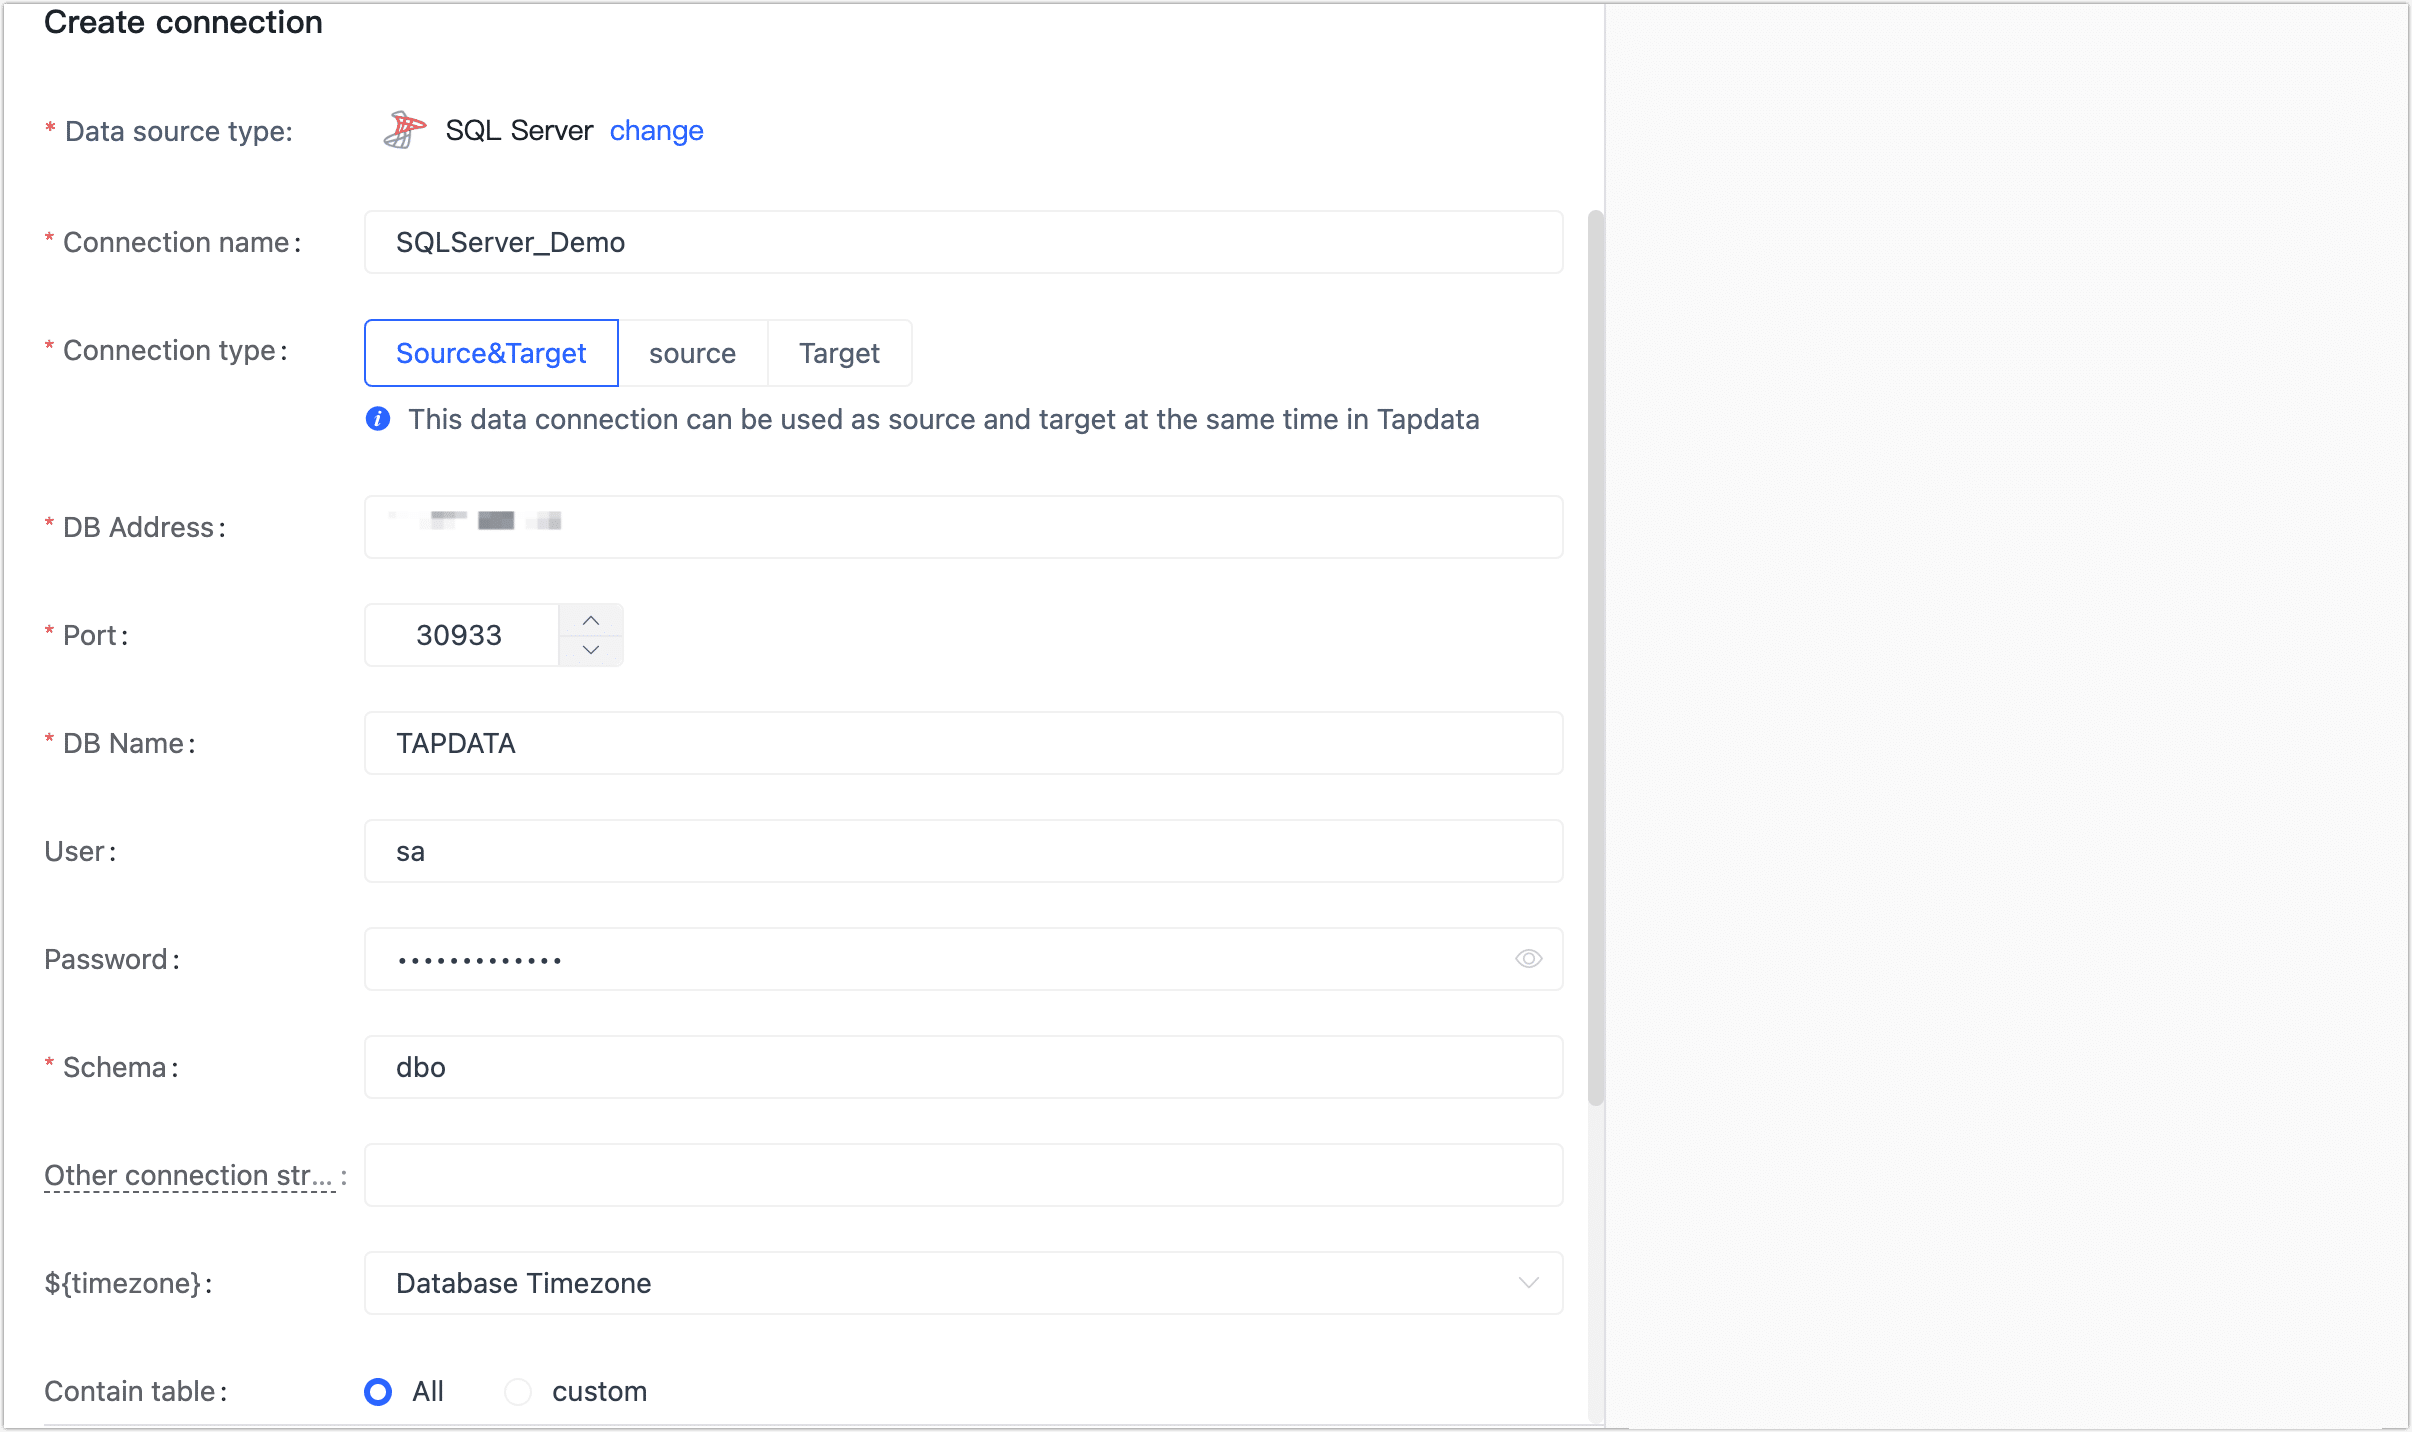 Create connection
* Data source type: SQL Server change
* Connection name: SQLServer_Demo
* Connection type: Source&Target source Target
i This data connection can be used as source and target at the same time in Tapdata
* DB Address:
* Port: 30933
* DB Name: TAPDATA
User: sa
Password: •••••••••••••
* Schema: dbo
Other connection str... :
${timezone}: Database Timezone
Contain table: All custom